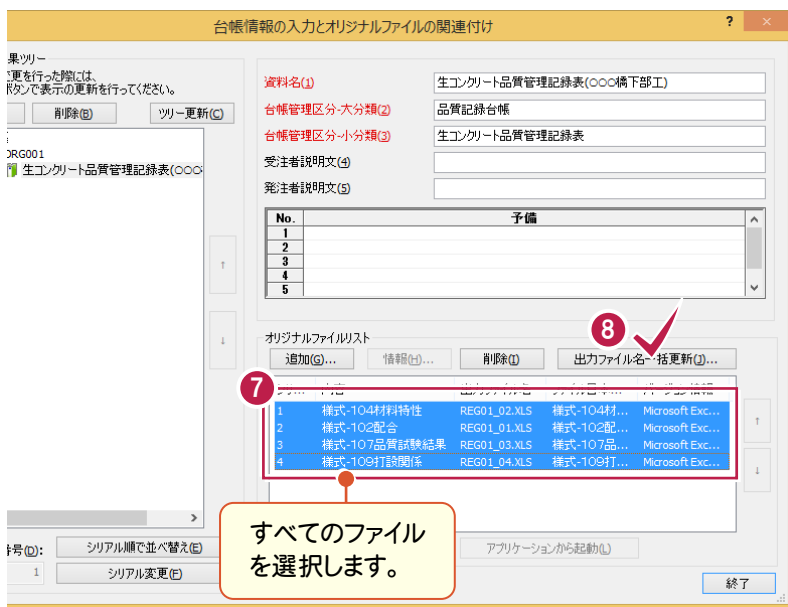 台帳情報の入力とオリジナルファイルの関連付け
?
×
果ツリー
変更を行った際には、
ボタンで表示の更新を行ってください。
削除(B)
ツリー更新(C)
ORG001
生コンクリート品質管理記録表(○○○
資料名(1)
生コンクリート品質管理記録表(○○○橋下部工)
台帳管理区分-大分類(2)
品質記録台帳
台帳管理区分-小分類(3)
生コンクリート品質管理記録表
受注者説明文(4)
発注者説明文(5)
No. 予備
1
2
3
4
5
↑
↓
8
オリジナルファイルリスト
追加(G)...
情報(H)...
削除(I)
出力ファイル名一括更新(J)...
7
1 様式-104材料特性 REG01_02.XLS 様式-104材... Microsoft Exc...
2 様式-102配合 REG01_01.XLS 様式-102配... Microsoft Exc...
3 様式-107品質試験結果 REG01_03.XLS 様式-107品... Microsoft Exc...
4 様式-109打設関係 REG01_04.XLS 様式-109打... Microsoft Exc...
↑
↓
すべてのファイル
を選択します。
番号(D):
シリアル順で並べ替え(E)
アプリケーションから起動(L)
1
シリアル変更(F)
終了